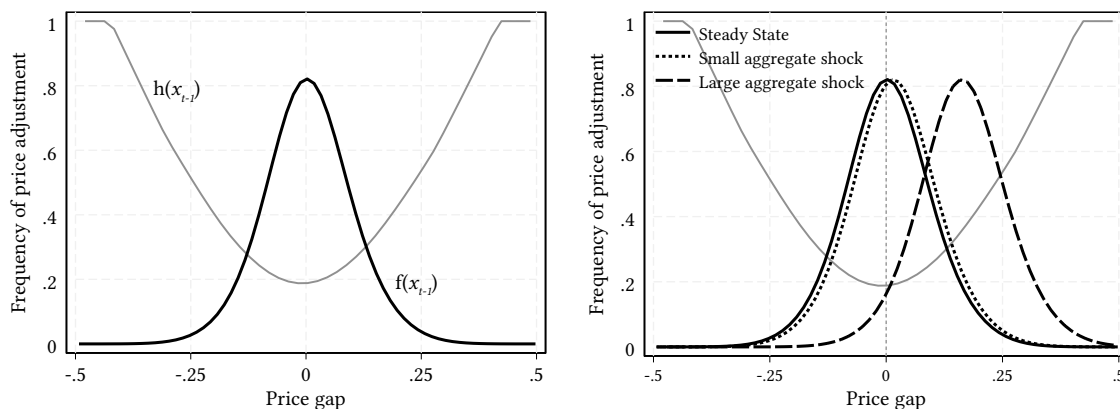 Frequency of price adjustment
1
.8
.6
.4
.2
0
h(x_{t-1})
f(x_{t-1})
-.5 -.25 0 .25 .5
Price gap
Frequency of price adjustment
1
.8
.6
.4
.2
0
Steady State
Small aggregate shock
Large aggregate shock
-.5 -.25 0 .25 .5
Price gap